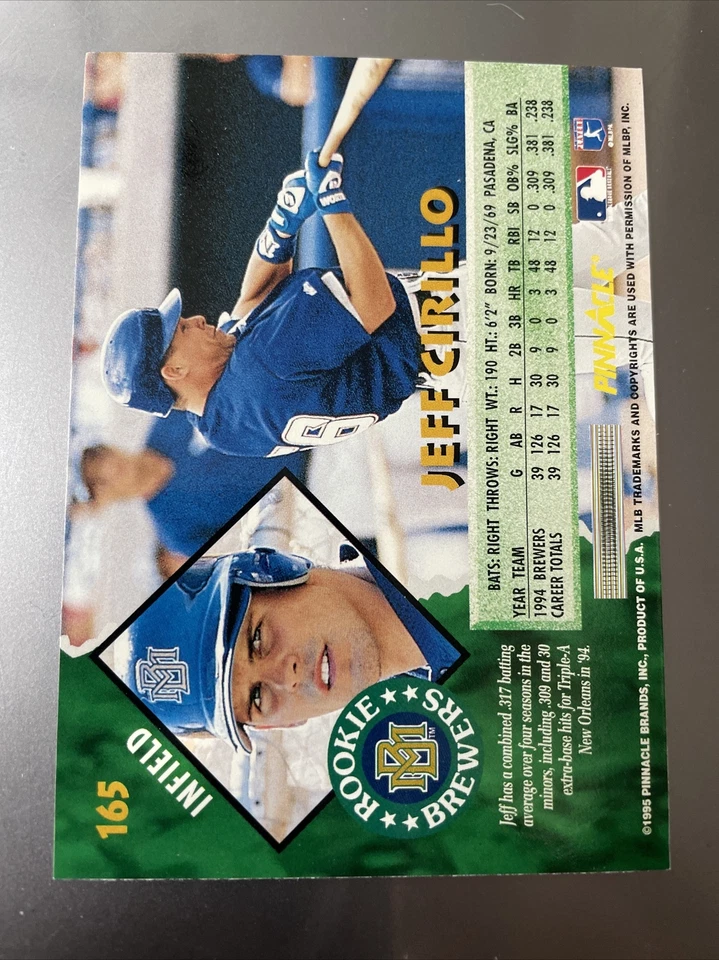 165
INFIELD
MB
26
ROOKIE
MB™
BREWERS
JEFF CIRILLO
BATS: RIGHT THROWS: RIGHT WT.: 190 HT.: 6'2" BORN: 9/23/69 PASADENA, CA
YEAR TEAM G AB R H 2B 3B HR TB RBI SB OB% SLG% BA
1994 BREWERS 39 126 17 30 9 0 3 48 12 0 .309 .381 .238
CAREER TOTALS 39 126 17 30 9 0 3 48 12 0 .309 .381 .238
Jeff has a combined .317 batting
average over four seasons in the
minors, including .309 and 30
extra-base hits for Triple-A
New Orleans in '94.
PINNACLE
©1995 PINNACLE BRANDS, INC., PRODUCT OF U.S.A. MLB TRADEMARKS AND COPYRIGHTS ARE USED WITH PERMISSION OF MLBP, INC.